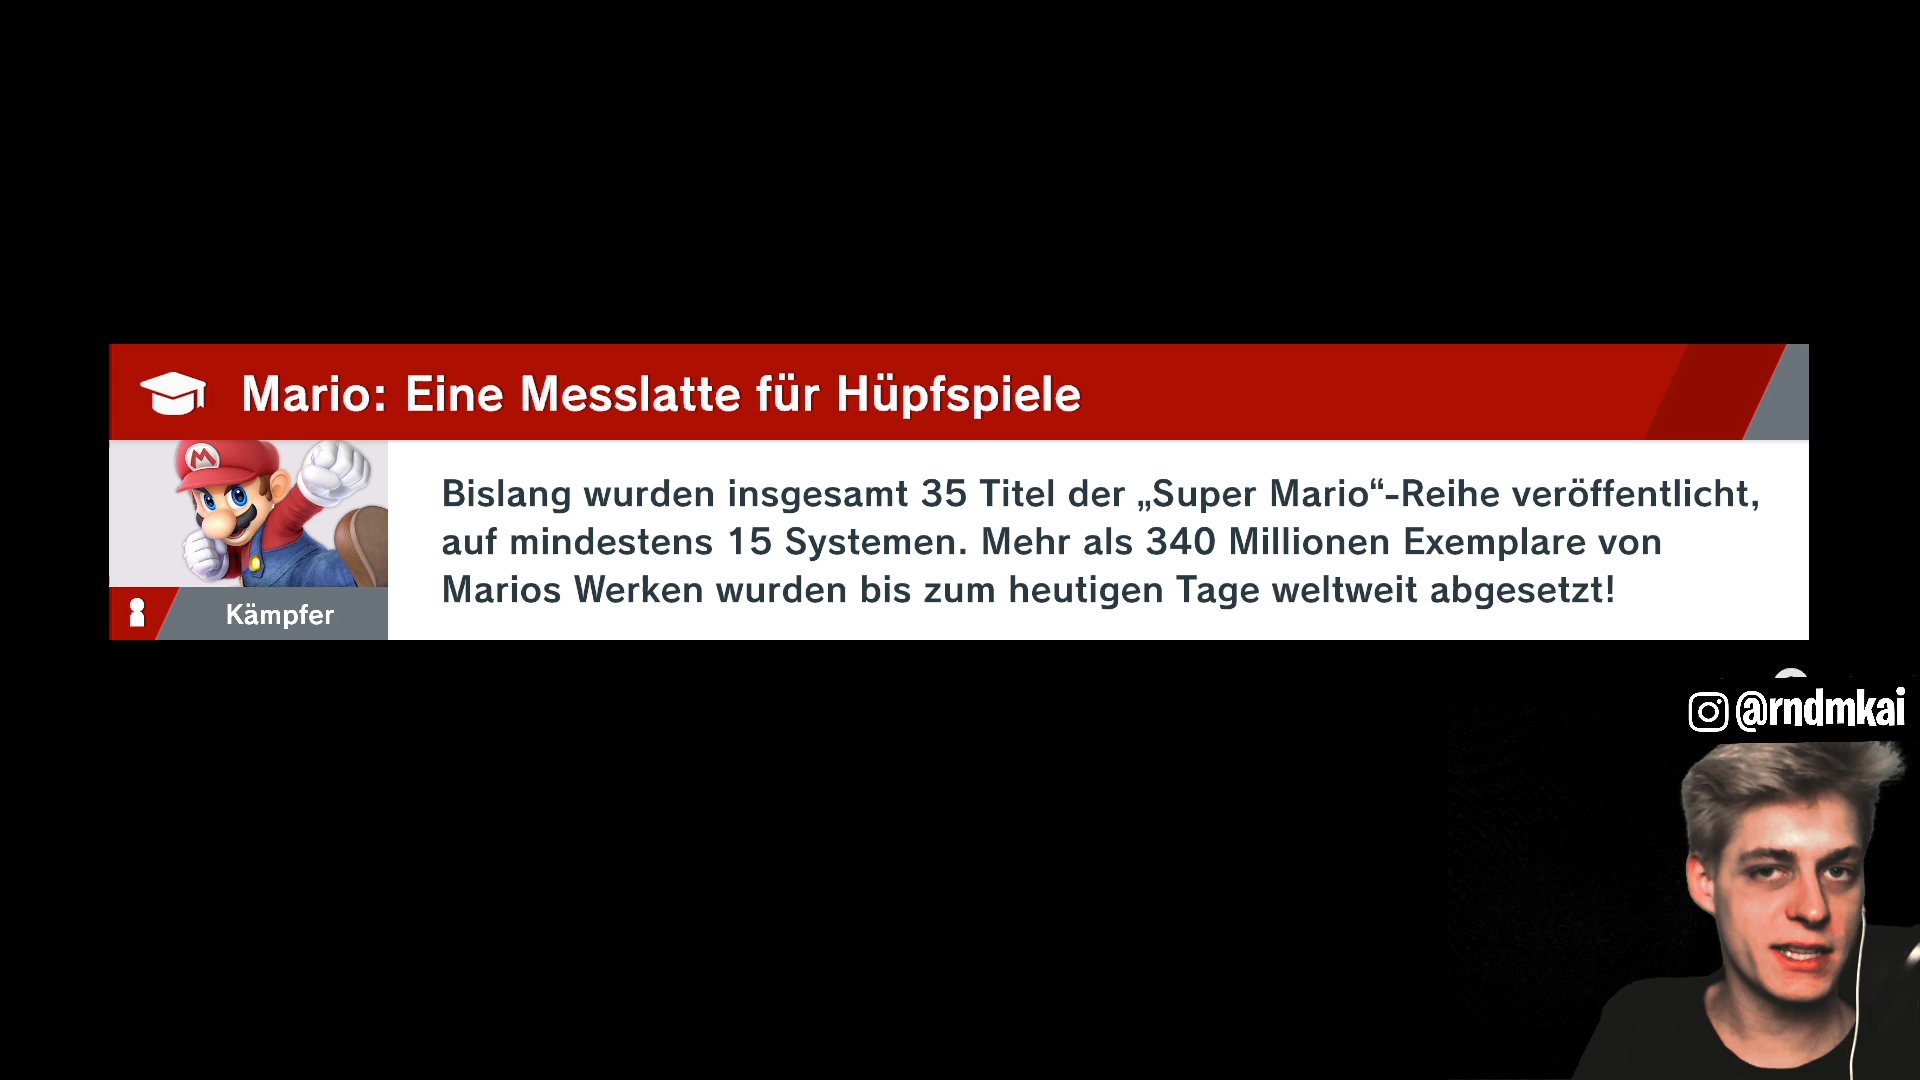 Mario: Eine Messlatte für Hüpfspiele
M
Bislang wurden insgesamt 35 Titel der „Super Mario“-Reihe veröffentlicht,
auf mindestens 15 Systemen. Mehr als 340 Millionen Exemplare von
Marios Werken wurden bis zum heutigen Tage weltweit abgesetzt!
Kämpfer
@rndmkai